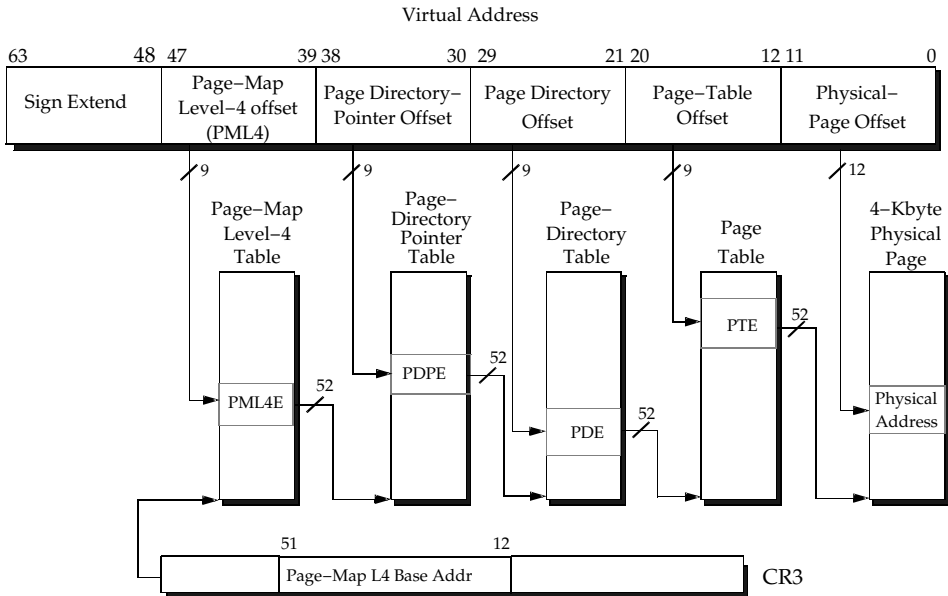 Virtual Address
63 48 47 39 38 30 29 21 20 12 11 0
Sign Extend
Page−Map
Level−4 offset
(PML4)
Page Directory−
Pointer Offset
Page Directory
Offset
Page−Table
Offset
Physical−
Page Offset
9 9 9 9 12
Page−Map
Level−4
Table
Page−
Directory
Pointer
Table
Page−
Directory
Table
Page
Table
4−Kbyte
Physical
Page
PML4E
52
PDPE
52
PDE
52
PTE
52
Physical
Address
51 12
Page−Map L4 Base Addr
CR3